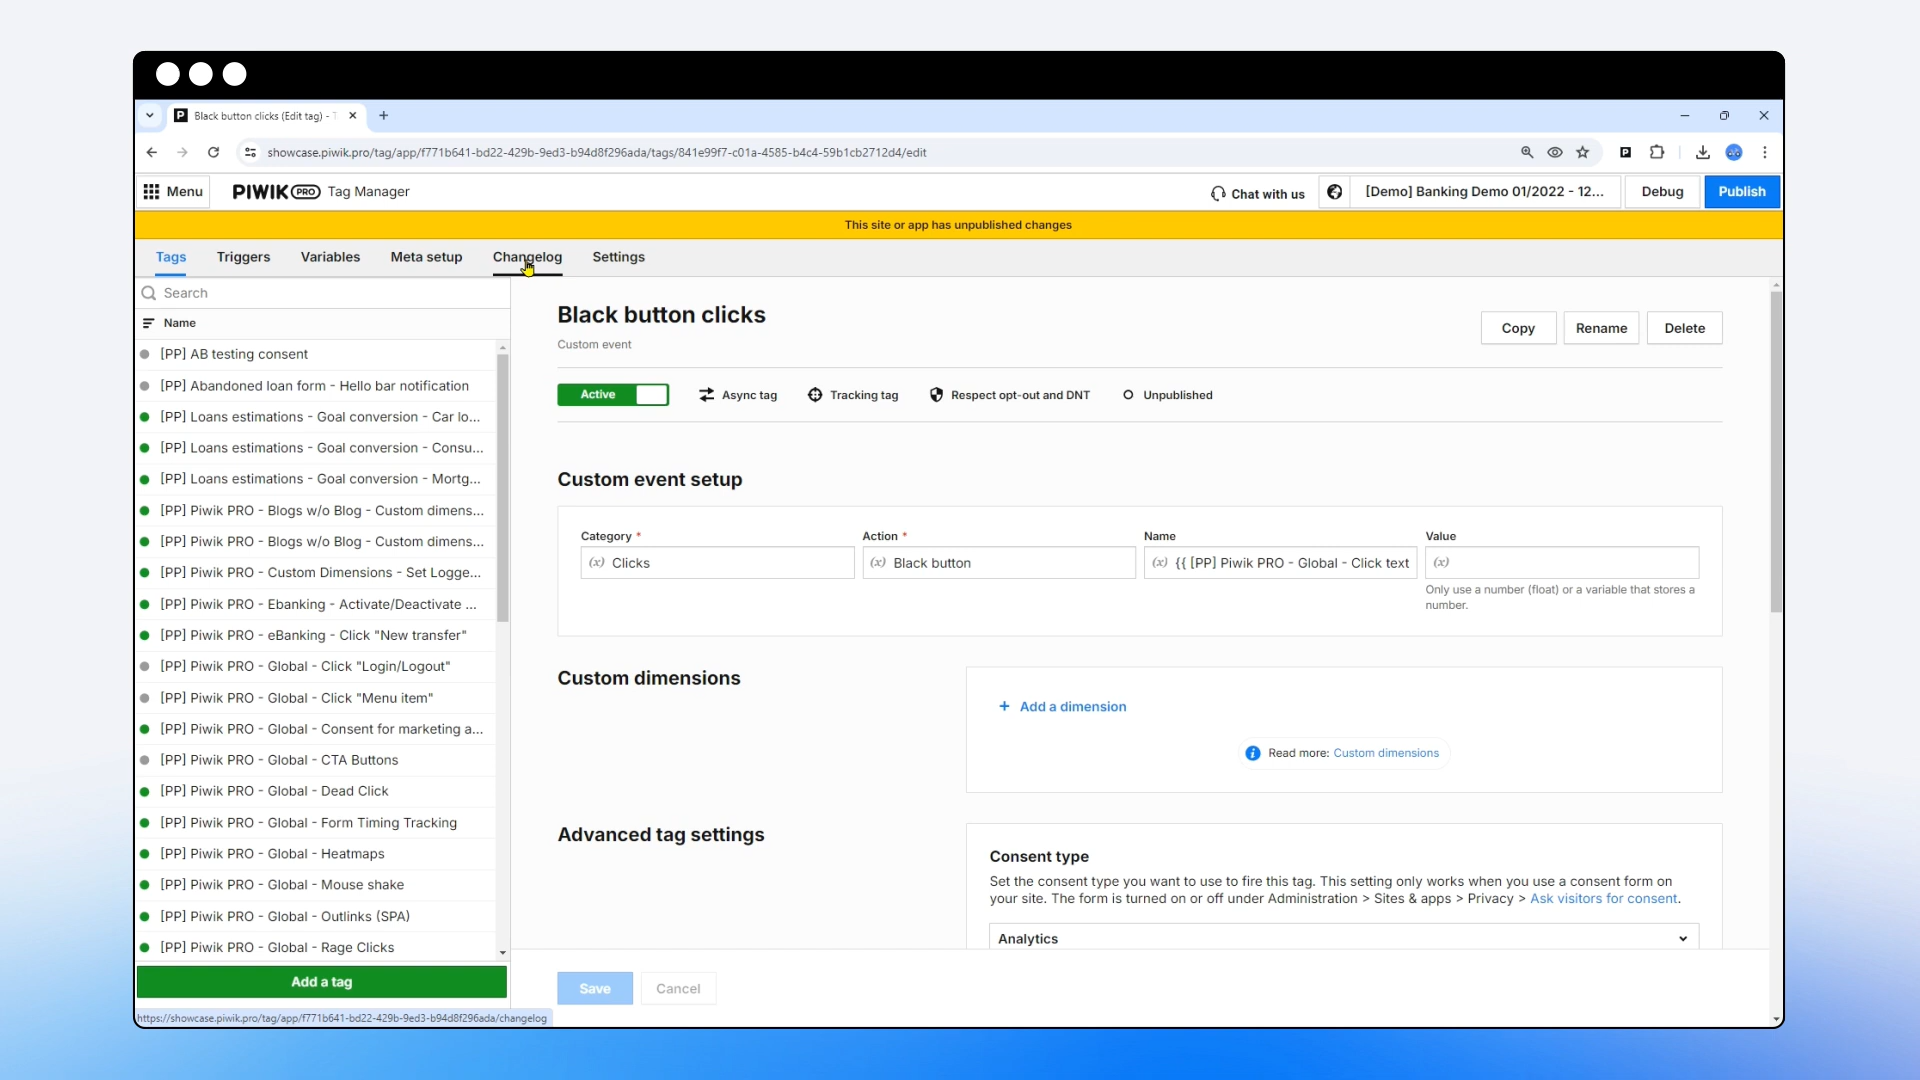 P Black button clicks (Edit tag) - T
showcase.piwik.pro/tag/app/f771b641-bd22-429b-9ed3-b94d8f296ada/tags/841e99f7-c01a-4585-b4c4-59b1cb2712d4/edit
P
Menu
PIWIK PRO Tag Manager
Chat with us
[Demo] Banking Demo 01/2022 - 12...
Debug
Publish
This site or app has unpublished changes
Tags
Triggers
Variables
Meta setup
Changelog
Settings
Search
Name
[PP] AB testing consent
[PP] Abandoned loan form - Hello bar notification
[PP] Loans estimations - Goal conversion - Car lo...
[PP] Loans estimations - Goal conversion - Consu...
[PP] Loans estimations - Goal conversion - Mortg...
[PP] Piwik PRO - Blogs w/o Blog - Custom dimens...
[PP] Piwik PRO - Blogs w/o Blog - Custom dimens...
[PP] Piwik PRO - Custom Dimensions - Set Logge...
[PP] Piwik PRO - Ebanking - Activate/Deactivate ...
[PP] Piwik PRO - eBanking - Click "New transfer"
[PP] Piwik PRO - Global - Click "Login/Logout"
[PP] Piwik PRO - Global - Click "Menu item"
[PP] Piwik PRO - Global - Consent for marketing a...
[PP] Piwik PRO - Global - CTA Buttons
[PP] Piwik PRO - Global - Dead Click
[PP] Piwik PRO - Global - Form Timing Tracking
[PP] Piwik PRO - Global - Heatmaps
[PP] Piwik PRO - Global - Mouse shake
[PP] Piwik PRO - Global - Outlinks (SPA)
[PP] Piwik PRO - Global - Rage Clicks
Add a tag
https://showcase.piwik.pro/tag/app/f771b641-bd22-429b-9ed3-b94d8f296ada/changelog
Black button clicks
Custom event
Copy
Rename
Delete
Active
Async tag
Tracking tag
Respect opt-out and DNT
Unpublished
Custom event setup
Category *
Action *
Name
Value
(x) Clicks
(x) Black button
(x) {{ [PP] Piwik PRO - Global - Click text
(x)
Only use a number (float) or a variable that stores a
number.
Custom dimensions
+ Add a dimension
Read more: Custom dimensions
Advanced tag settings
Consent type
Set the consent type you want to use to fire this tag. This setting only works when you use a consent form on
your site. The form is turned on or off under Administration > Sites & apps > Privacy > Ask visitors for consent.
Analytics
Save
Cancel